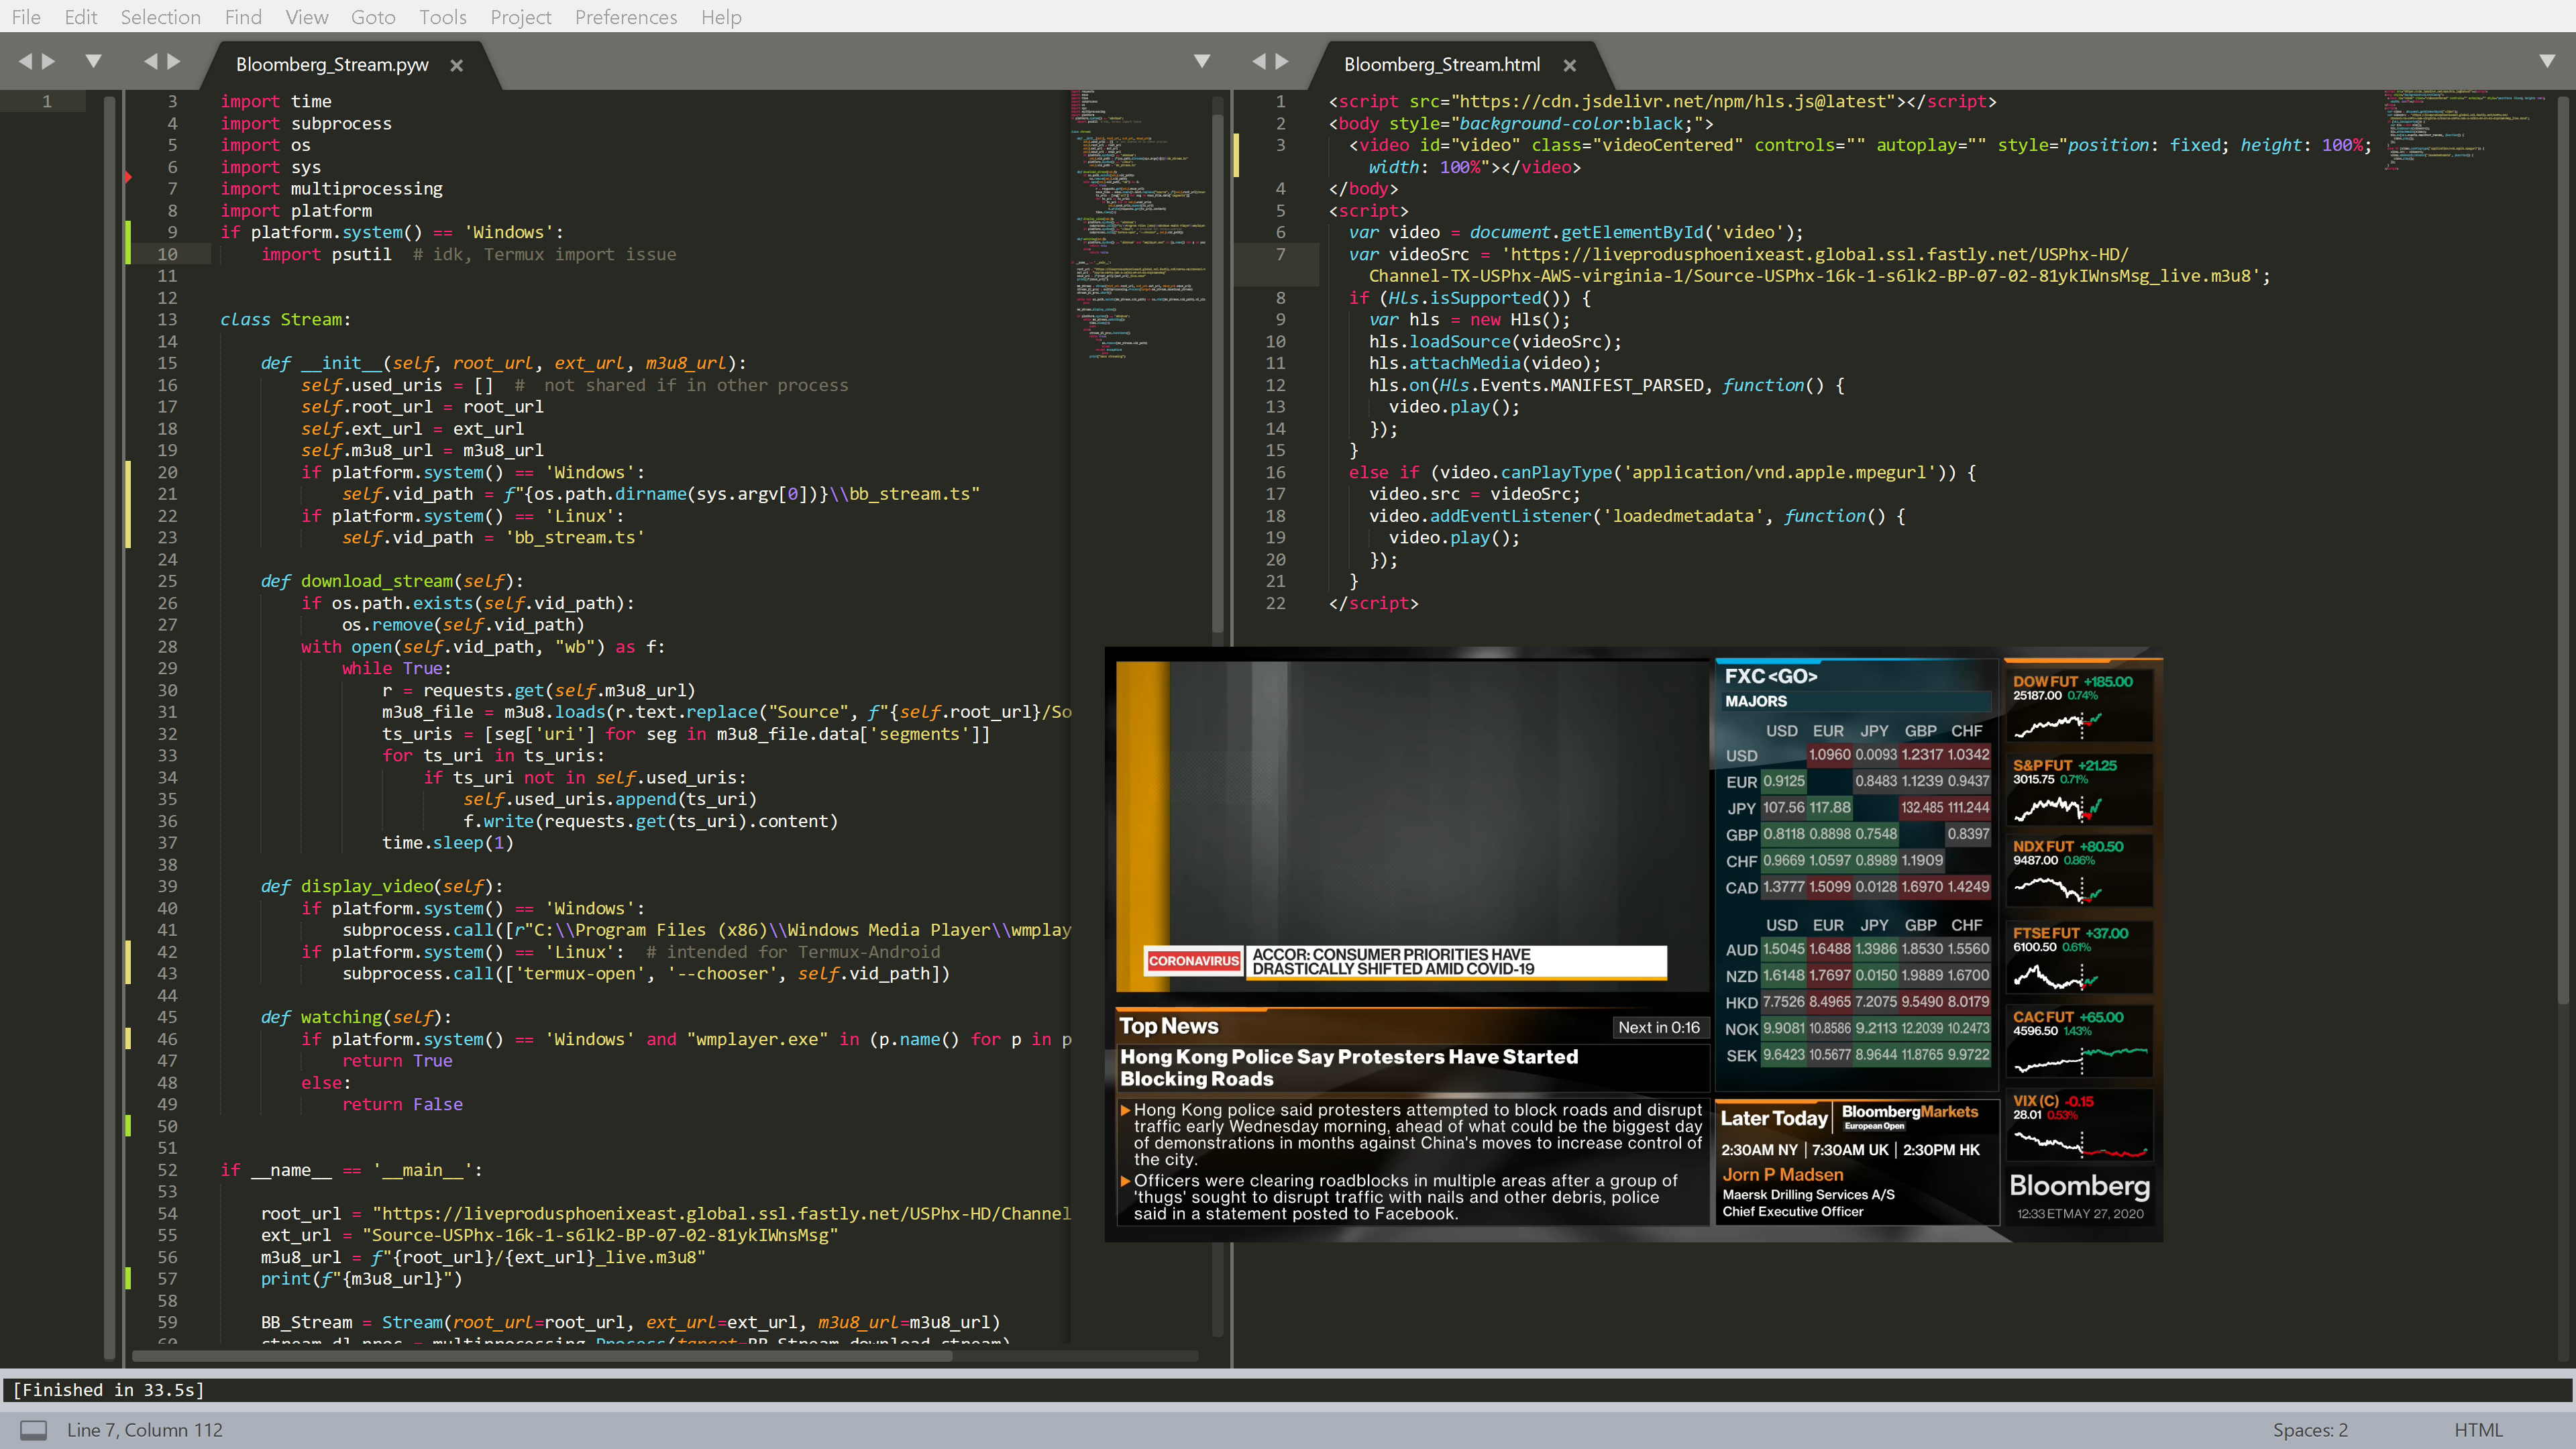 File Edit Selection Find View Goto Tools Project Preferences Help
Bloomberg_Stream.pyw
1
3 import time
4 import subprocess
5 import os
6 import sys
7 import multiprocessing
8 import platform
9 if platform.system() == 'Windows':
10 import psutil # idk, Termux import issue
11
12
13 class Stream:
14
15 def __init__(self, root_url, ext_url, m3u8_url):
16 self.used_uris = [] # not shared if in other process
17 self.root_url = root_url
18 self.ext_url = ext_url
19 self.m3u8_url = m3u8_url
20 if platform.system() == 'Windows':
21 self.vid_path = f"{os.path.dirname(sys.argv[0])}\\bb_stream.ts"
22 if platform.system() == 'Linux':
23 self.vid_path = 'bb_stream.ts'
24
25 def download_stream(self):
26 if os.path.exists(self.vid_path):
27 os.remove(self.vid_path)
28 with open(self.vid_path, "wb") as f:
29 while True:
30 r = requests.get(self.m3u8_url)
31 m3u8_file = m3u8.loads(r.text.replace("Source", f"{self.root_url}/So
32 ts_uris = [seg['uri'] for seg in m3u8_file.data['segments']]
33 for ts_uri in ts_uris:
34 if ts_uri not in self.used_uris:
35 self.used_uris.append(ts_uri)
36 f.write(requests.get(ts_uri).content)
37 time.sleep(1)
38
39 def display_video(self):
40 if platform.system() == 'Windows':
41 subprocess.call([r"C:\\Program Files (x86)\\Windows Media Player\\wmplay
42 if platform.system() == 'Linux': # intended for Termux-Android
43 subprocess.call(['termux-open', '--chooser', self.vid_path])
44
45 def watching(self):
46 if platform.system() == 'Windows' and "wmplayer.exe" in (p.name() for p in p
47 return True
48 else:
49 return False
50
51
52 if __name__ == '__main__':
53
54 root_url = "https://liveprodusphoenixeast.global.ssl.fastly.net/USPhx-HD/Channel
55 ext_url = "Source-USPhx-16k-1-s6lk2-BP-07-02-81ykIWnsMsg"
56 m3u8_url = f"{root_url}/{ext_url}_live.m3u8"
57 print(f"{m3u8_url}")
58
59 BB_Stream = Stream(root_url=root_url, ext_url=ext_url, m3u8_url=m3u8_url)
60 stream_dl_proc = multiprocessing.Process(target=BB_Stream.download_stream)
Bloomberg_Stream.html
1 <script src="https://cdn.jsdelivr.net/npm/hls.js@latest"></script>
2 <body style="background-color:black;">
3 <video id="video" class="videoCentered" controls="" autoplay="" style="position: fixed; height: 100%;
width: 100%"></video>
4 </body>
5 <script>
6 var video = document.getElementById('video');
7 var videoSrc = 'https://liveprodusphoenixeast.global.ssl.fastly.net/USPhx-HD/
Channel-TX-USPhx-AWS-virginia-1/Source-USPhx-16k-1-s6lk2-BP-07-02-81ykIWnsMsg_live.m3u8';
8 if (Hls.isSupported()) {
9 var hls = new Hls();
10 hls.loadSource(videoSrc);
11 hls.attachMedia(video);
12 hls.on(Hls.Events.MANIFEST_PARSED, function() {
13 video.play();
14 });
15 }
16 else if (video.canPlayType('application/vnd.apple.mpegurl')) {
17 video.src = videoSrc;
18 video.addEventListener('loadedmetadata', function() {
19 video.play();
20 });
21 }
22 </script>
CORONAVIRUS
ACCOR: CONSUMER PRIORITIES HAVE
DRASTICALLY SHIFTED AMID COVID-19
Top News
Next in 0:16
Hong Kong Police Say Protesters Have Started
Blocking Roads
Hong Kong police said protesters attempted to block roads and disrupt
traffic early Wednesday morning, ahead of what could be the biggest day
of demonstrations in months against China's moves to increase control of
the city.
Officers were clearing roadblocks in multiple areas after a group of
'thugs' sought to disrupt traffic with nails and other debris, police
said in a statement posted to Facebook.
FXC <GO>
MAJORS
USD EUR JPY GBP CHF
USD 1.0960 0.0093 1.2317 1.0342
EUR 0.9125 0.8483 1.1239 0.9437
JPY 107.56 117.88 132.485 111.244
GBP 0.8118 0.8898 0.7548 0.8397
CHF 0.9669 1.0597 0.8989 1.1909
CAD 1.3777 1.5099 0.0128 1.6970 1.4249
USD EUR JPY GBP CHF
AUD 1.5045 1.6488 1.3986 1.8530 1.5560
NZD 1.6148 1.7697 0.0150 1.9889 1.6700
HKD 7.7526 8.4965 7.2075 9.5490 8.0179
NOK 9.9081 10.8586 9.2113 12.2039 10.2473
SEK 9.6423 10.5677 8.9644 11.8765 9.9722
Later Today
BloombergMarkets
European Open
2:30AM NY | 7:30AM UK | 2:30PM HK
Jorn P Madsen
Maersk Drilling Services A/S
Chief Executive Officer
DOW FUT +185.00
25187.00 0.74%
S&P FUT +21.25
3015.75 0.71%
NDX FUT +80.50
9487.00 0.86%
FTSE FUT +37.00
6100.50 0.61%
CAC FUT +65.00
4596.50 1.43%
VIX (C) -0.15
28.01 0.53%
Bloomberg
12:33 ET MAY 27, 2020
[Finished in 33.5s]
Line 7, Column 112
Spaces: 2
HTML